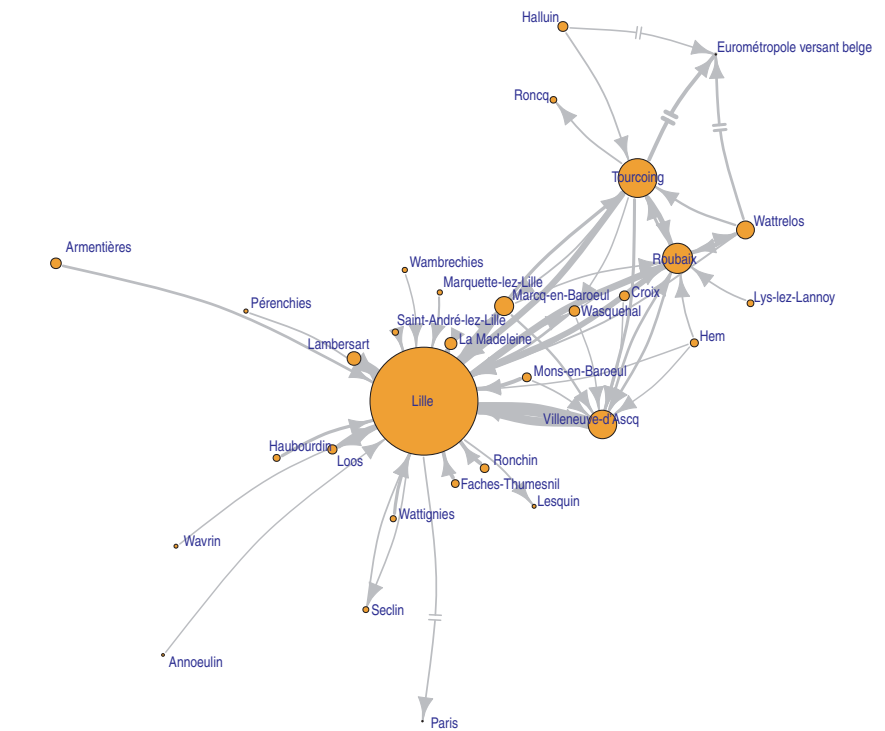 Halluin
Eurométropole versant belge
Roncq
Tourcoing
Wattrelos
Armentières
Roubaix
Wambrechies
Marquette-lez-Lille
Marcq-en-Baroeul
Croix
Lys-lez-Lannoy
Pérenchies
Wasquehal
Saint-André-lez-Lille
La Madeleine
Hem
Lambersart
Mons-en-Baroeul
Lille
Villeneuve-d'Ascq
Haubourdin
Loos
Ronchin
Faches-Thumesnil
Lesquin
Wattignies
Wavrin
Seclin
Annoeulin
Paris